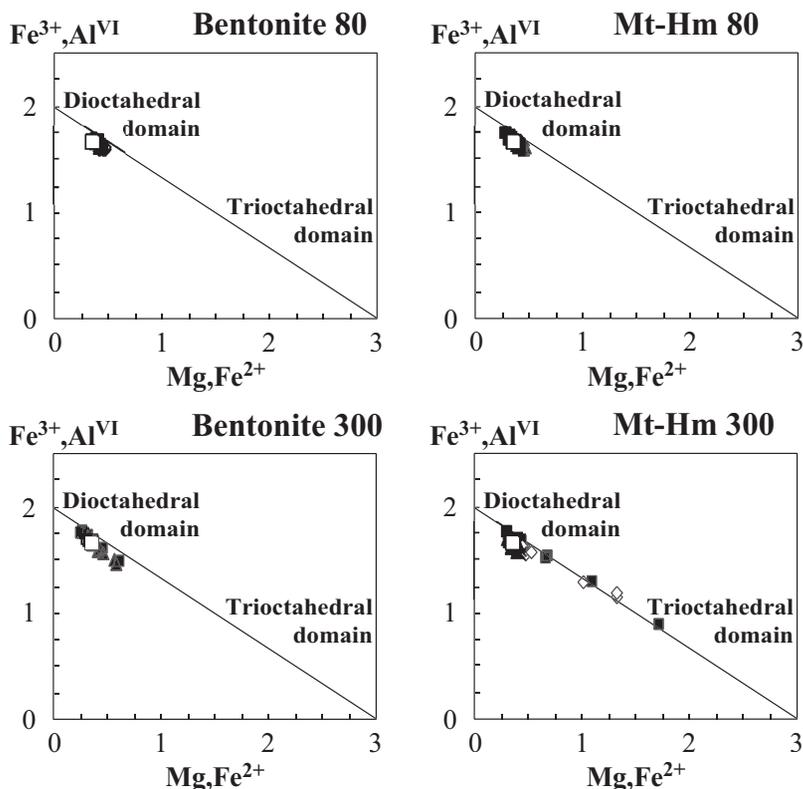 Fe³⁺,Alⱽᴵ Bentonite 80
2
Dioctahedral
domain
1
Trioctahedral
domain
0
0 1 2 3
Mg,Fe²⁺
Fe³⁺,Alⱽᴵ Mt-Hm 80
2
Dioctahedral
domain
1
Trioctahedral
domain
0
0 1 2 3
Mg,Fe²⁺
Fe³⁺,Alⱽᴵ Bentonite 300
2
Dioctahedral
domain
1
Trioctahedral
domain
0
0 1 2 3
Mg,Fe²⁺
Fe³⁺,Alⱽᴵ Mt-Hm 300
2
Dioctahedral
domain
1
Trioctahedral
domain
0
0 1 2 3
Mg,Fe²⁺